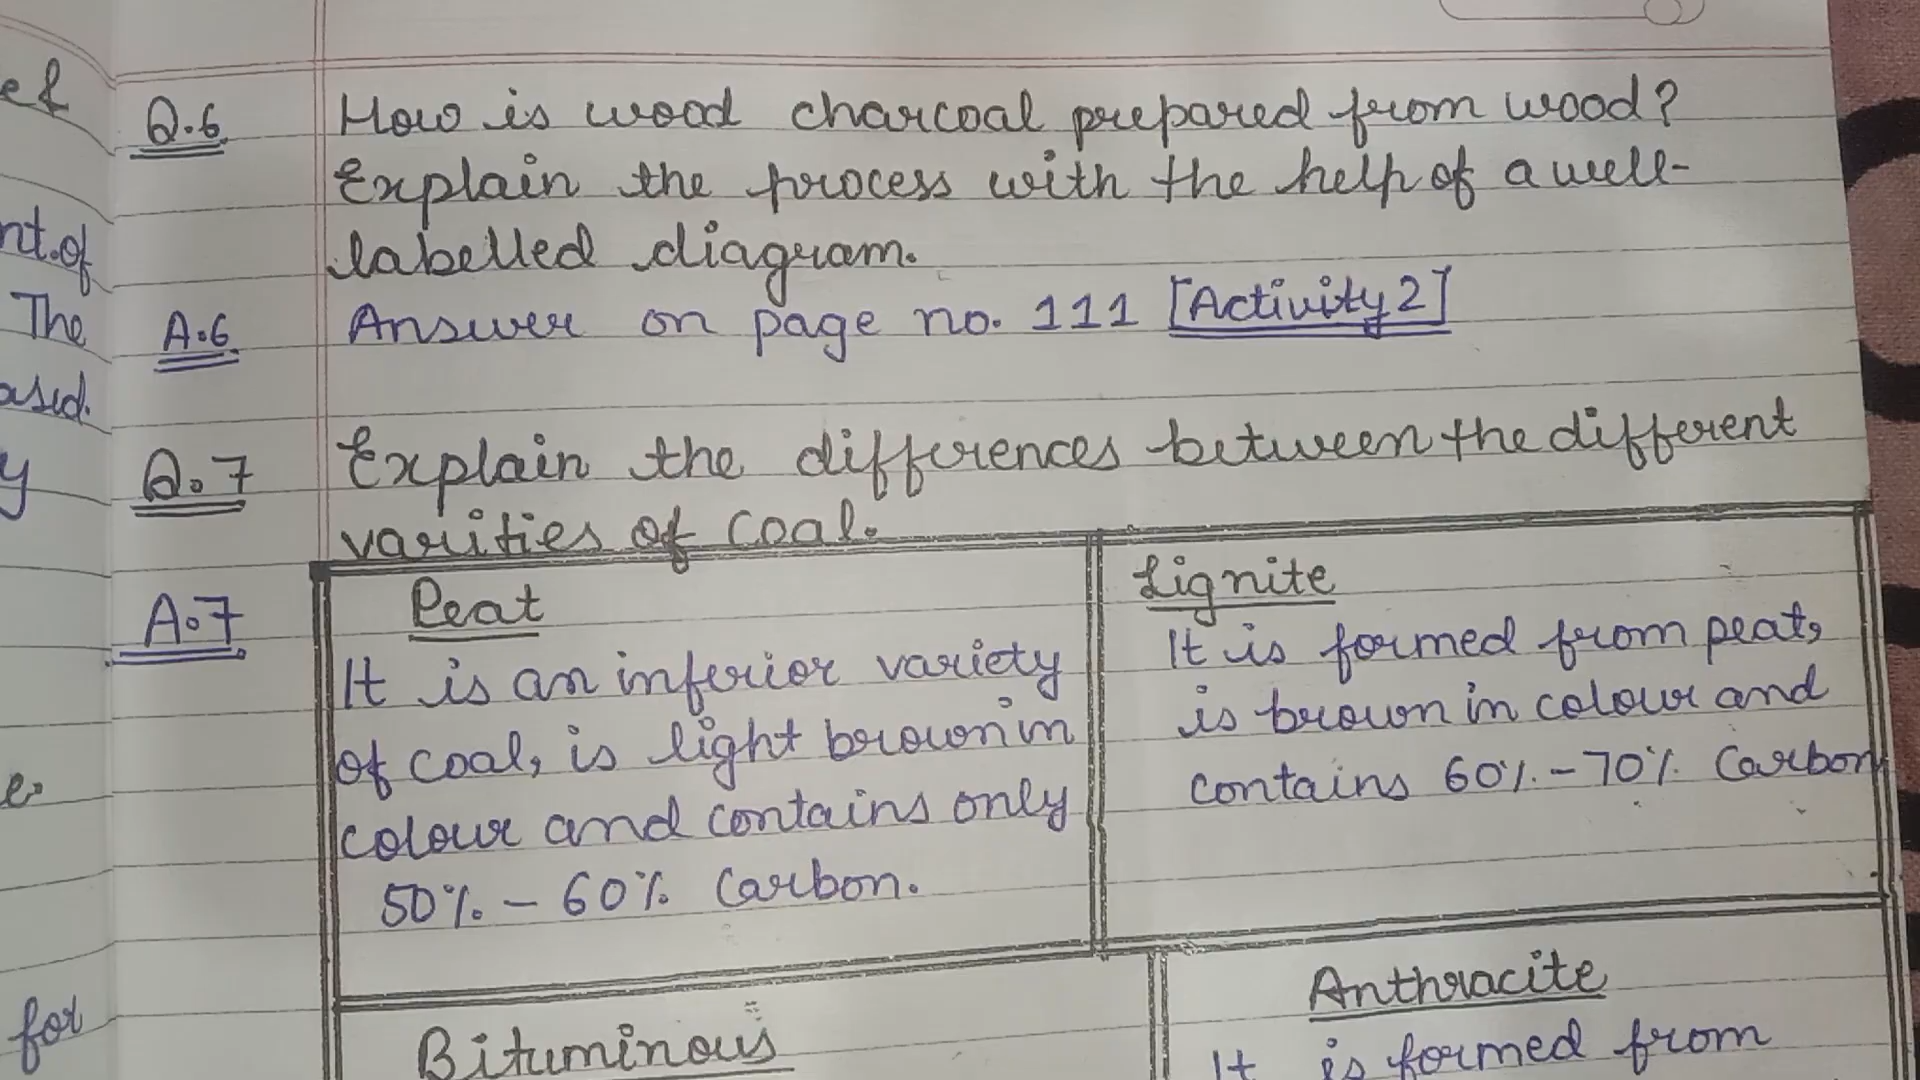 el
nt.of
The
ased.
y
e.
for
Q.6 How is wood charcoal prepared from wood?
Explain the process with the help of a well-
labelled diagram.
A.6 Answer on page no. 111 [Activity 2]
Q.7 Explain the differences between the different
varities of coal.
A.7 Peat
It is an inferior variety
of coal, is light brown in
colour and contains only
50% - 60% Carbon.
Lignite
It is formed from peat,
is brown in colour and
contains 60% - 70% Carbon
Bituminous
Anthracite
It is formed from